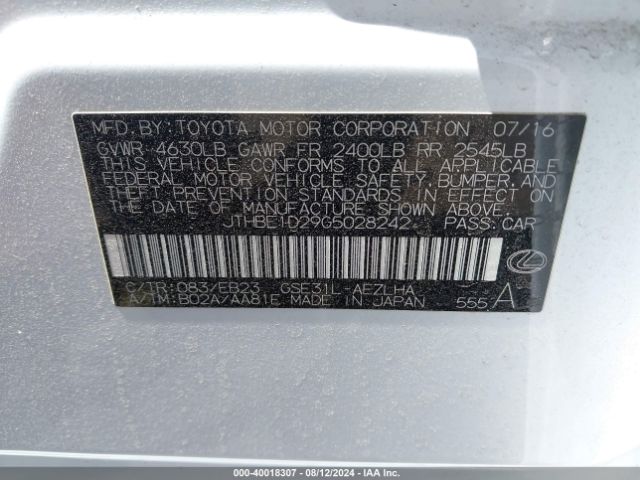 MFD. BY: TOYOTA MOTOR CORPORATION 07/16
GVWR 4630LB GAWR FR 2400LB RR 2545LB
THIS VEHICLE CONFORMS TO ALL APPLICABLE
FEDERAL MOTOR VEHICLE SAFETY, BUMPER, AND
THEFT PREVENTION STANDARDS IN EFFECT ON
THE DATE OF MANUFACTURE SHOWN ABOVE.
JTHBE1D29G5028242 PASS. CAR
C/TR: 083/EB23 GSE31L-AEZLHA
A/TM: B02A/AA81E MADE IN JAPAN 555 A
000-40018307 - 08/12/2024 - IAA Inc.